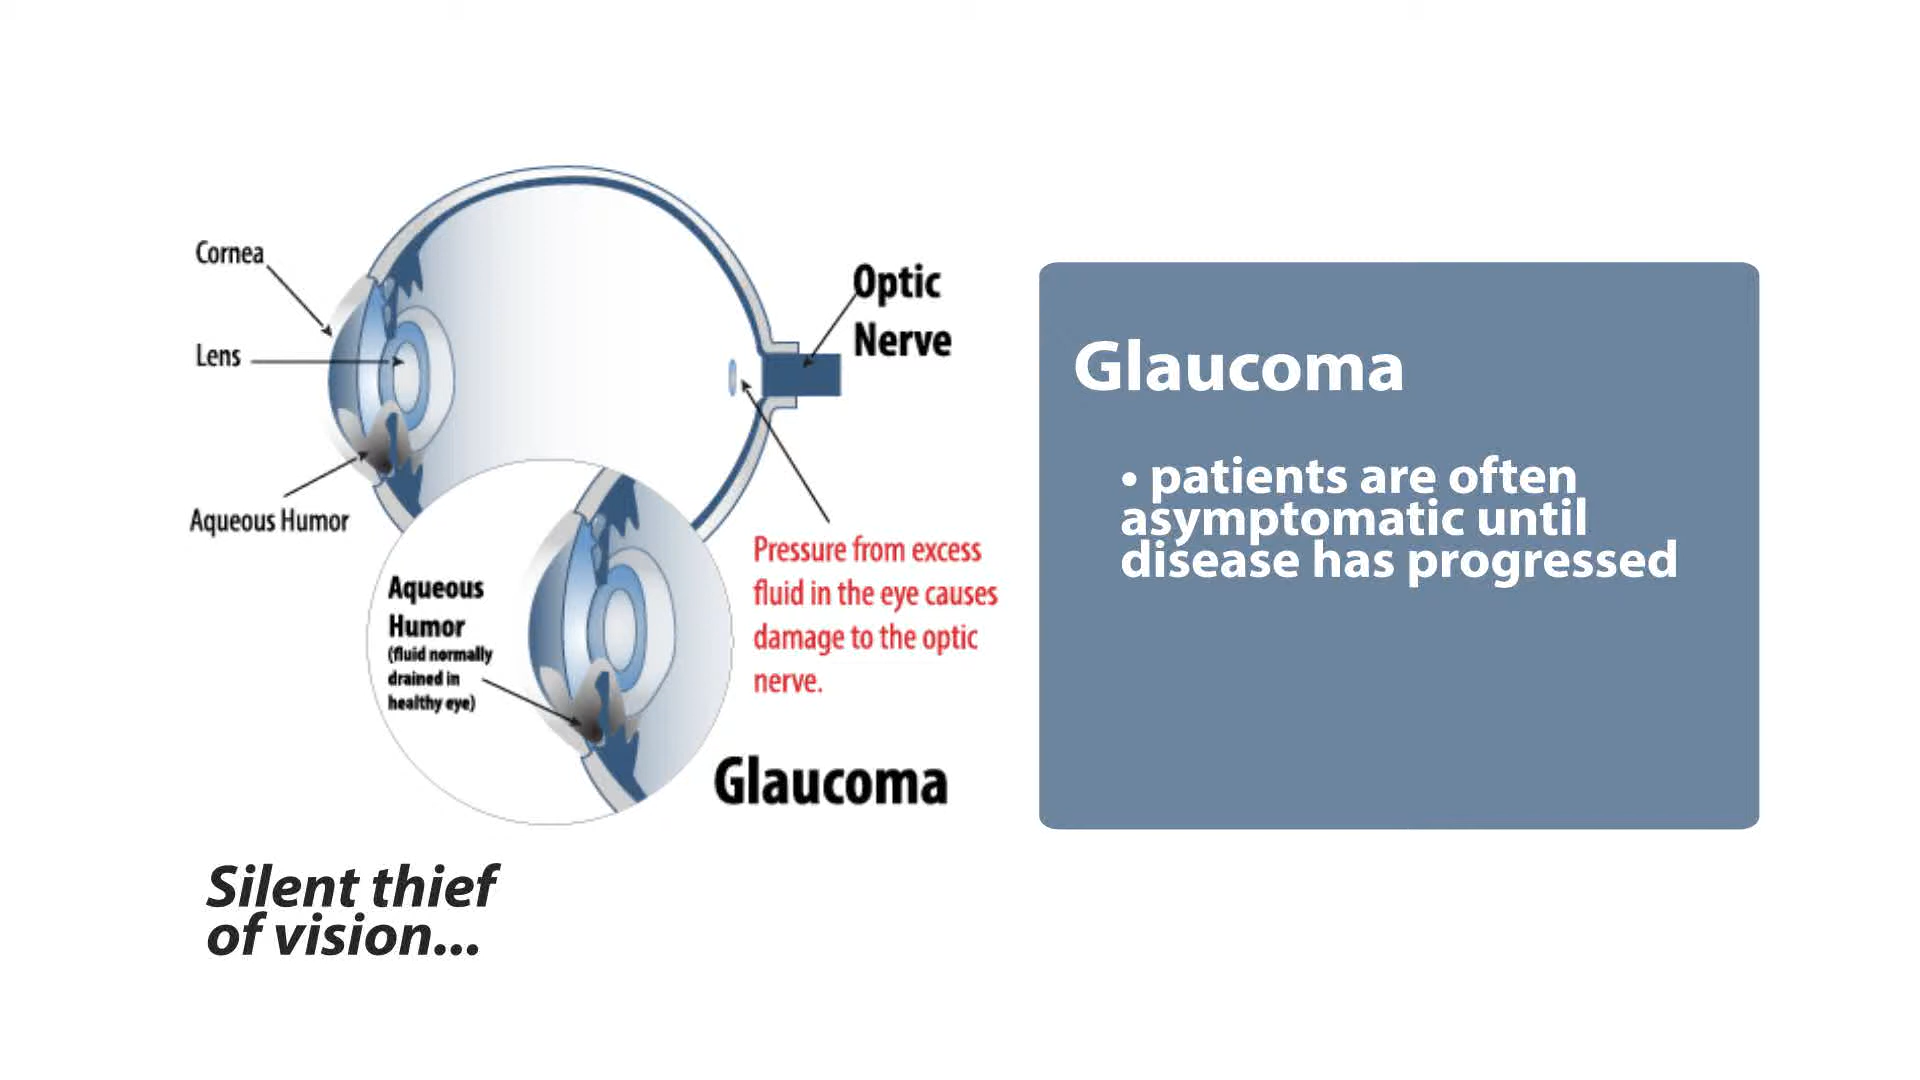 Cornea
Lens
Aqueous Humor
Optic
Nerve
Pressure from excess
fluid in the eye causes
damage to the optic
nerve.
Aqueous
Humor
(fluid normally
drained in
healthy eye)
Glaucoma
Silent thief
of vision...
Glaucoma
• patients are often
asymptomatic until
disease has progressed